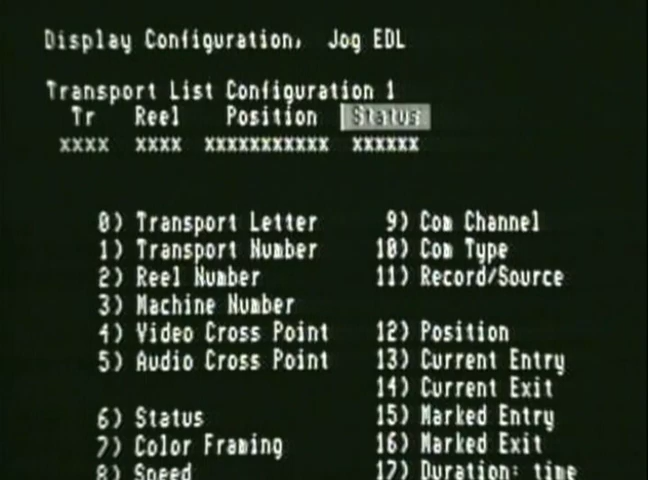 Display Configuration, Jog EDL
Transport List Configuration 1
Tr Reel Position Status
xxxx xxxx xxxxxxxxxxx xxxxxx
0) Transport Letter 9) Com Channel
1) Transport Number 10) Com Type
2) Reel Number 11) Record/Source
3) Machine Number
4) Video Cross Point 12) Position
5) Audio Cross Point 13) Current Entry
14) Current Exit
6) Status 15) Marked Entry
7) Color Framing 16) Marked Exit
8) Speed 17) Duration: time